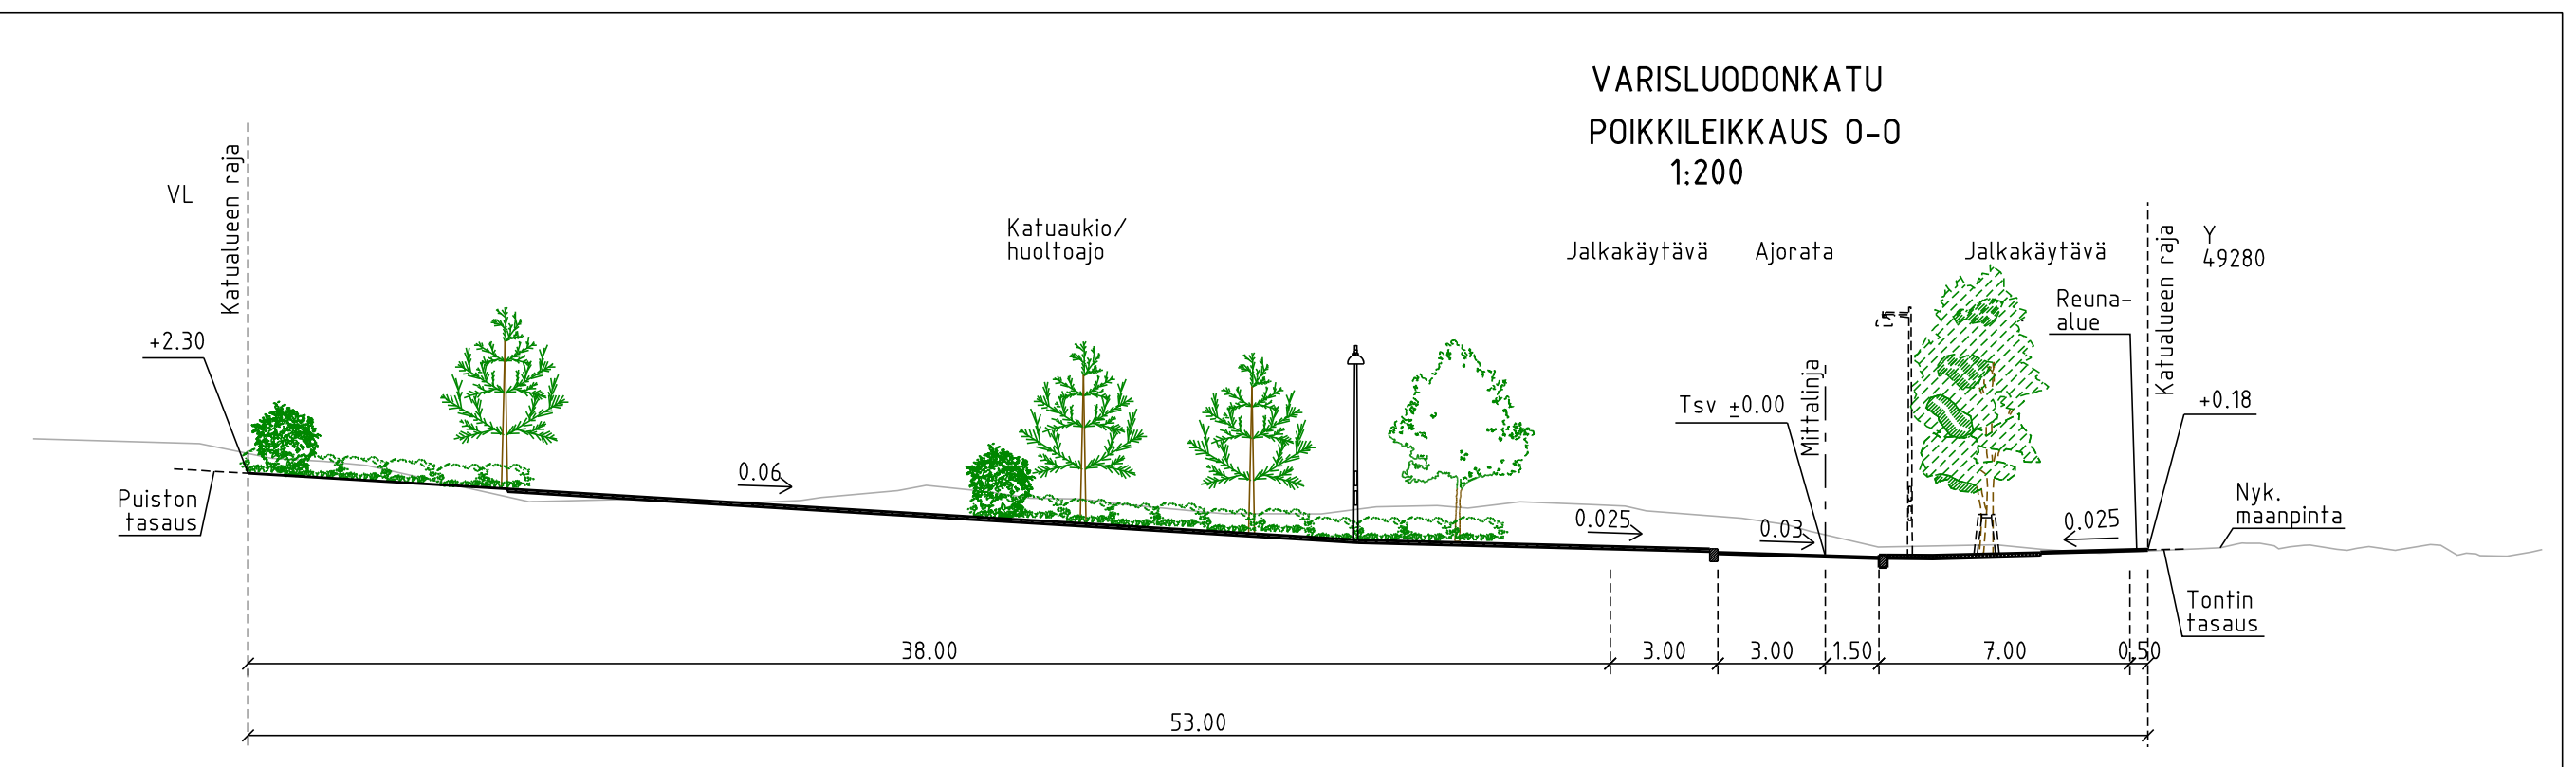 VARISLUODONKATU
POIKKILEIKKAUS O-O
1:200
VL
Katualueen raja
Katuaukio/
huoltoajo
Jalkakäytävä
Ajorata
Jalkakäytävä
Katualueen raja
Y
49280
Reuna-
alue
+2.30
Mittalinja
Tsv ±0.00
+0.18
Puiston
tasaus
0.06
0.025
0.03
0.025
Nyk.
maanpinta
Tontin
tasaus
38.00
3.00
3.00
1.50
7.00
0.50
53.00